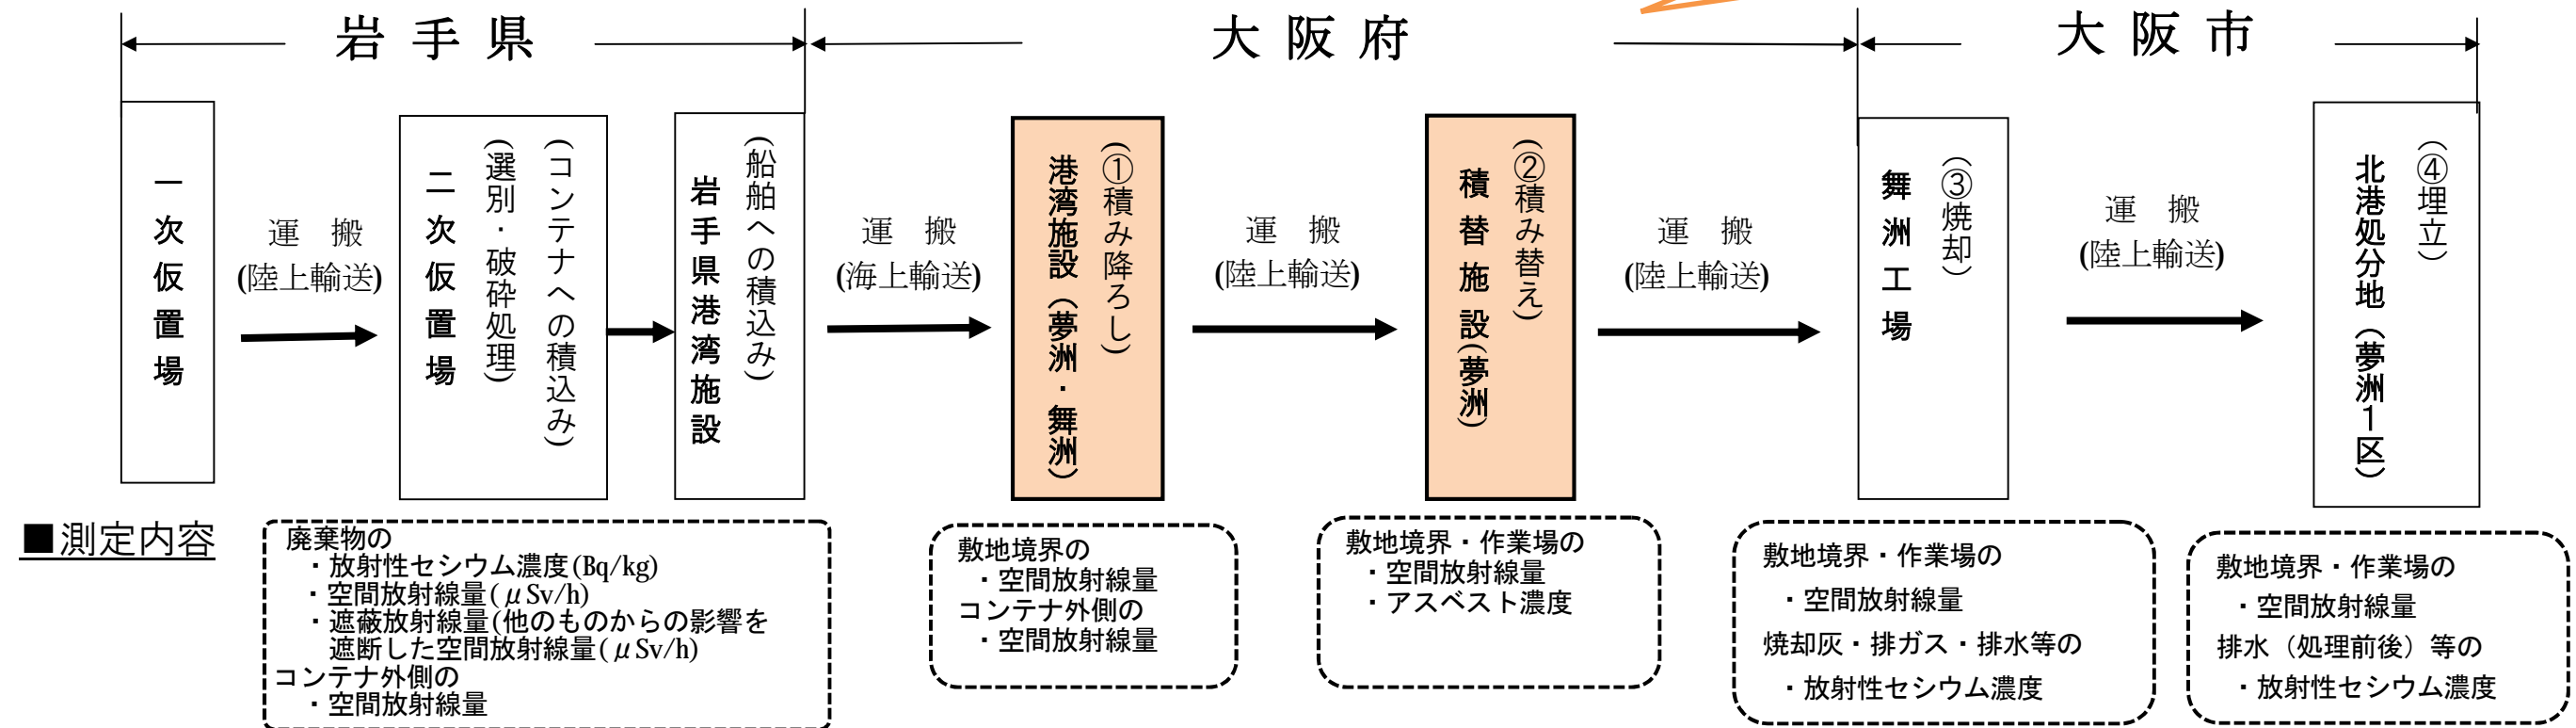 岩手県
大阪府
大阪市
一次仮置場
運　搬
(陸上輸送)
(コンテナへの積込み)
(選別・破砕処理)
二次仮置場
(船舶への積込み)
岩手県港湾施設
運　搬
(海上輸送)
(①積み降ろし)
港湾施設（夢洲・舞洲）
運　搬
(陸上輸送)
(②積み替え)
積替施設(夢洲)
運　搬
(陸上輸送)
(③焼却)
舞洲工場
運　搬
(陸上輸送)
(④埋立)
北港処分地（夢洲１区）
■測定内容
廃棄物の
・放射性セシウム濃度(Bq/kg)
・空間放射線量(μSv/h)
・遮蔽放射線量(他のものからの影響を
遮断した空間放射線量(μSv/h)
コンテナ外側の
・空間放射線量
敷地境界の
・空間放射線量
コンテナ外側の
・空間放射線量
敷地境界・作業場の
・空間放射線量
・アスベスト濃度
敷地境界・作業場の
・空間放射線量
焼却灰・排ガス・排水等の
・放射性セシウム濃度
敷地境界・作業場の
・空間放射線量
排水（処理前後）等の
・放射性セシウム濃度